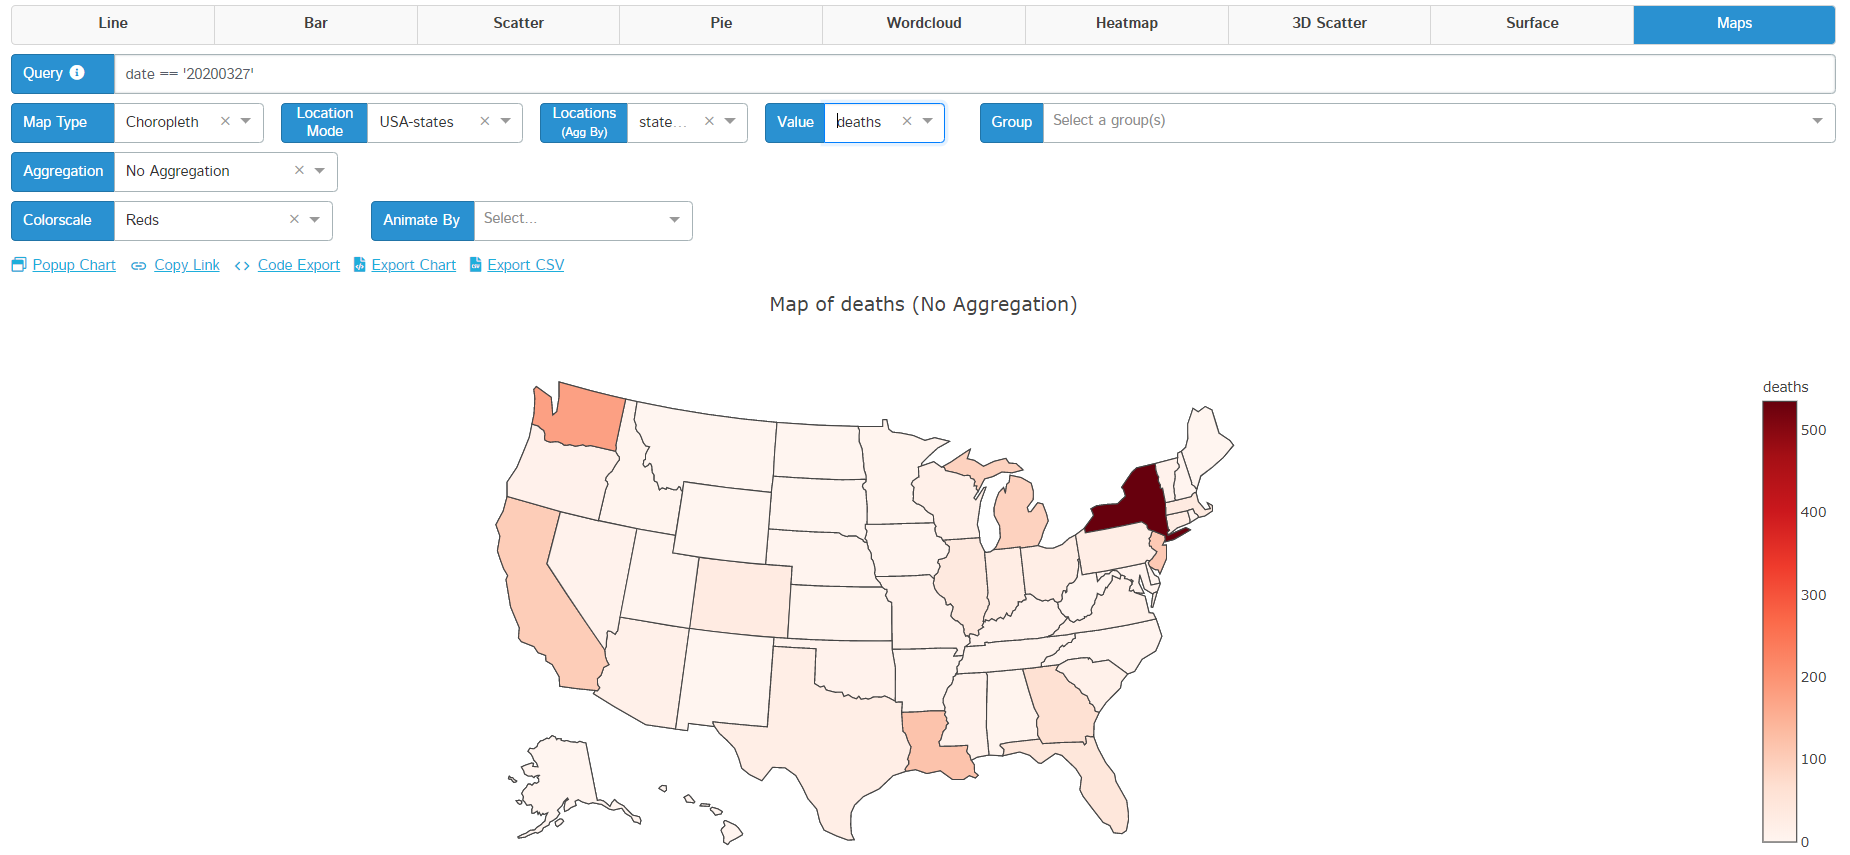 Line Bar Scatter Pie Wordcloud Heatmap 3D Scatter Surface Maps
Query date == '20200327'
Map Type Choropleth × Location Mode USA-states × Locations (Agg By) state... × Value deaths × Group Select a group(s)
Aggregation No Aggregation ×
Colorscale Reds × Animate By Select...
Popup Chart Copy Link Code Export Export Chart Export CSV
Map of deaths (No Aggregation)
deaths
500
400
300
200
100
0